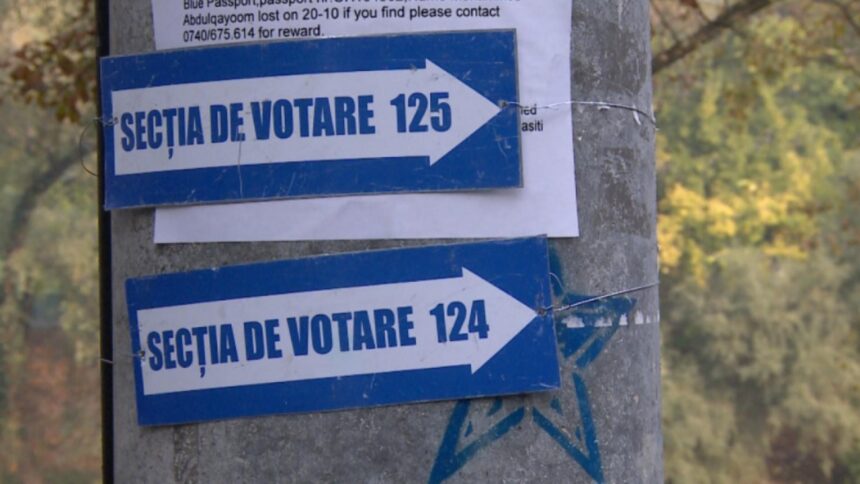 Blue Passport,passport
Abdulqayoom lost on 20-10 if you find please contact
0740/675.614 for reward.
SECȚIA DE VOTARE 125
SECȚIA DE VOTARE 124